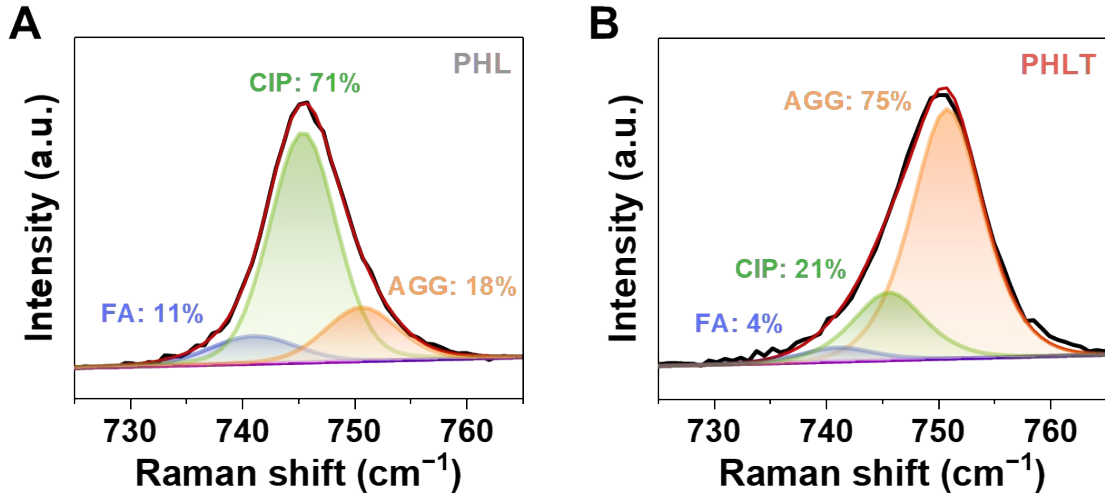 A
PHL
CIP: 71%
AGG: 18%
FA: 11%
Intensity (a.u.)
730 740 750 760
Raman shift (cm⁻¹)
B
PHLT
AGG: 75%
CIP: 21%
FA: 4%
Intensity (a.u.)
730 740 750 760
Raman shift (cm⁻¹)